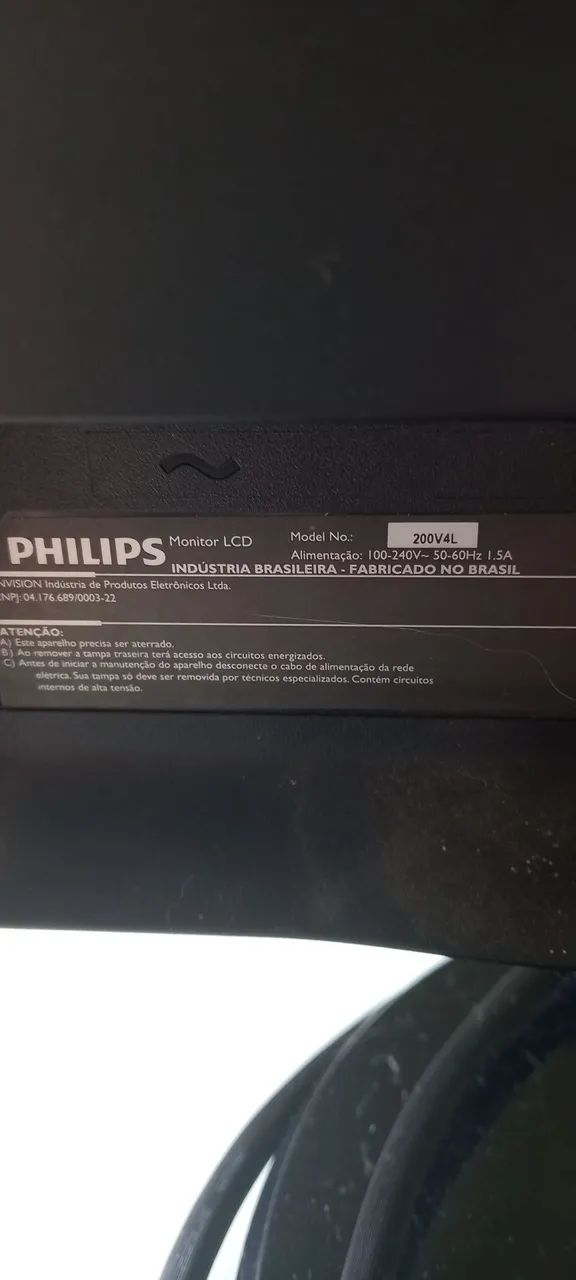 PHILIPS Monitor LCD Model No.: 200V4L
Alimentação: 100-240V~ 50-60Hz 1.5A
INDÚSTRIA BRASILEIRA - FABRICADO NO BRASIL
NVISION Indústria de Produtos Eletrônicos Ltda.
CNPJ: 04.176.689/0003-22
ATENÇÃO:
A) Este aparelho precisa ser aterrado.
B) Ao remover a tampa traseira terá acesso aos circuitos energizados.
C) Antes de iniciar a manutenção do aparelho desconecte o cabo de alimentação da rede
elétrica. Sua tampa só deve ser removida por técnicos especializados. Contém circuitos
internos de alta tensão.